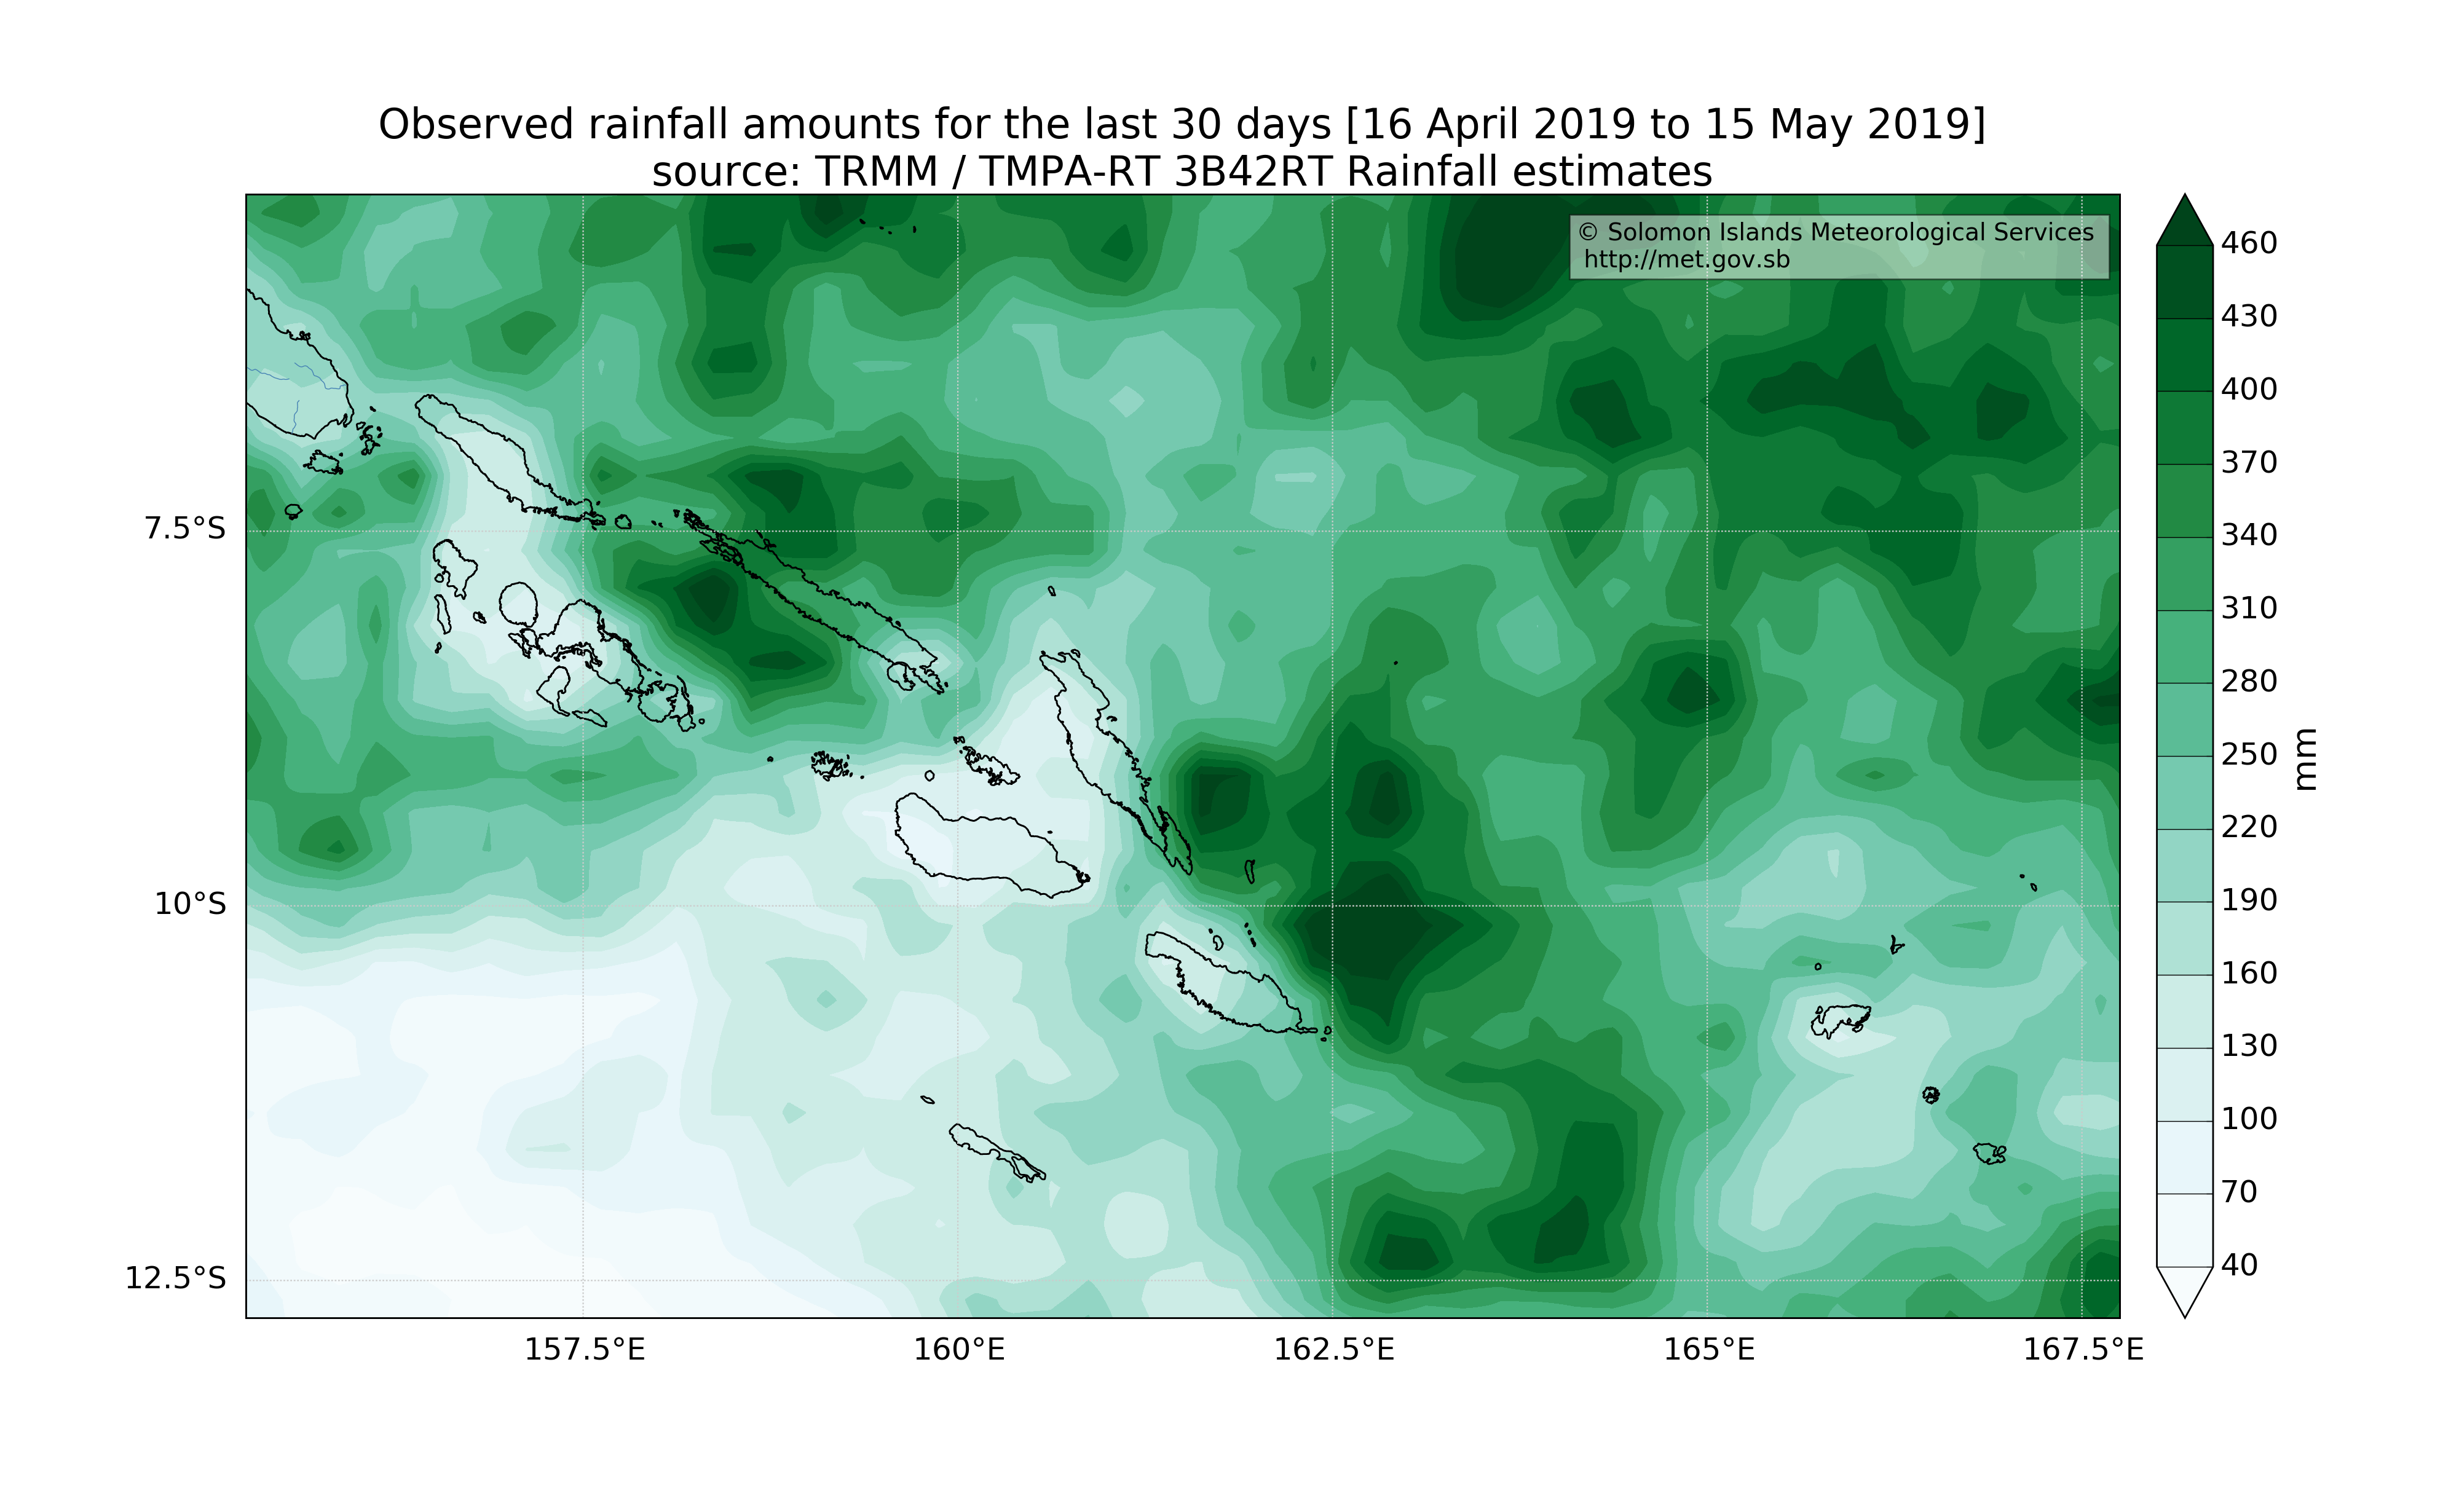 Observed rainfall amounts for the last 30 days [16 April 2019 to 15 May 2019]
source: TRMM / TMPA-RT 3B42RT Rainfall estimates
© Solomon Islands Meteorological Services
http://met.gov.sb
7.5°S
10°S
12.5°S
157.5°E
160°E
162.5°E
165°E
167.5°E
460
430
400
370
340
310
280
250
220
190
160
130
100
70
40
mm